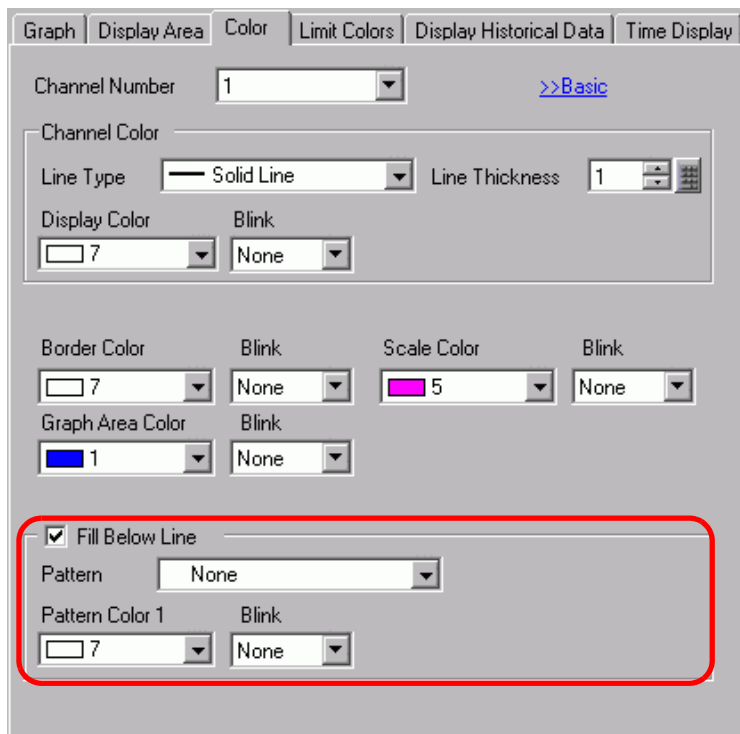 Graph Display Area Color Limit Colors Display Historical Data Time Display
Channel Number 1 >>Basic
Channel Color
Line Type Solid Line Line Thickness 1
Display Color Blink
7 None
Border Color Blink Scale Color Blink
7 None 5 None
Graph Area Color Blink
1 None
Fill Below Line
Pattern None
Pattern Color 1 Blink
7 None